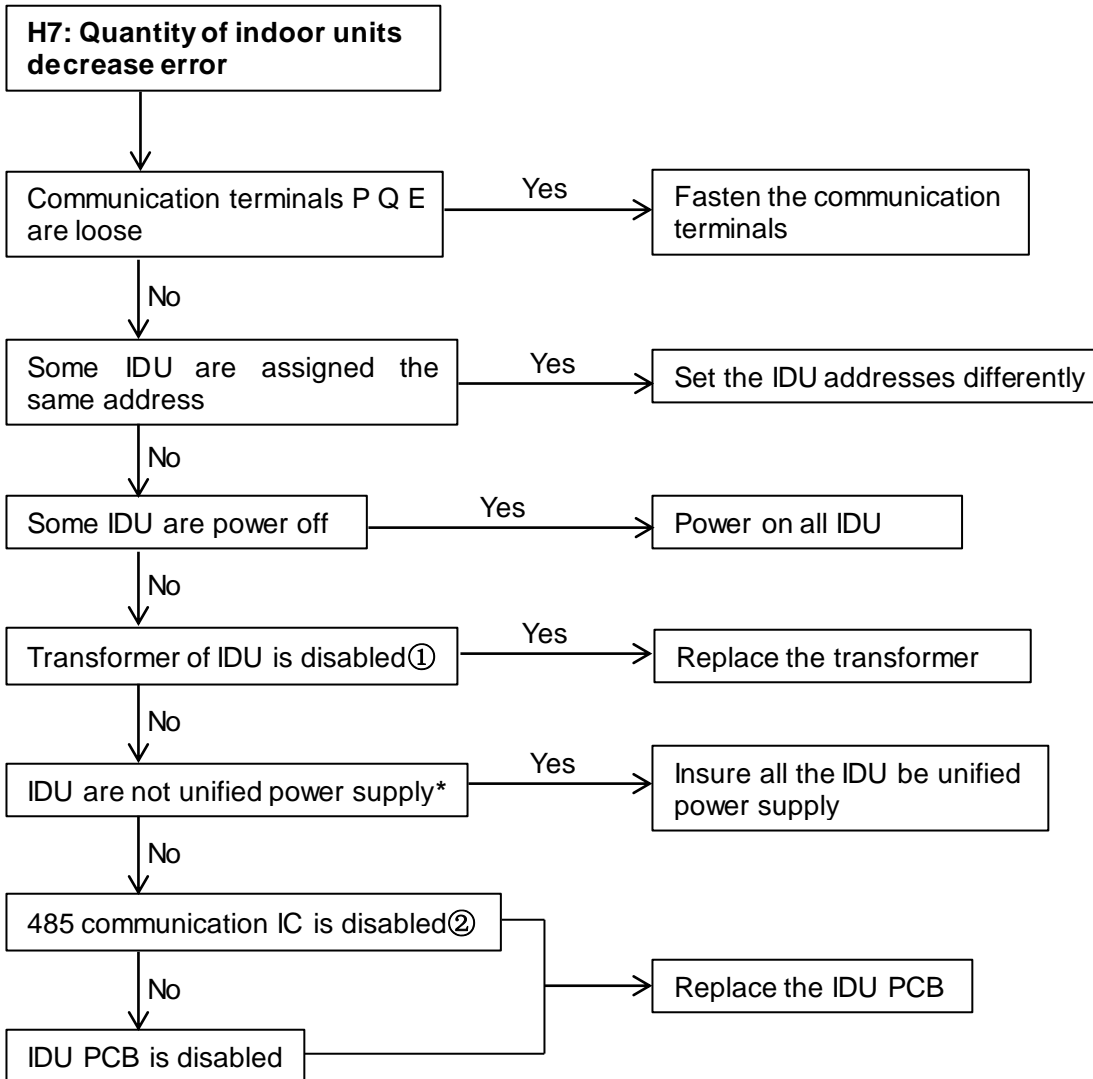 H7: Quantity of indoor units
decrease error
Communication terminals P Q E
are loose
Yes
Fasten the communication
terminals
No
Some IDU are assigned the
same address
Yes
Set the IDU addresses differently
No
Some IDU are power off
Yes
Power on all IDU
No
Transformer of IDU is disabled①
Yes
Replace the transformer
No
IDU are not unified power supply*
Yes
Insure all the IDU be unified
power supply
No
485 communication IC is disabled②
No
Replace the IDU PCB
IDU PCB is disabled